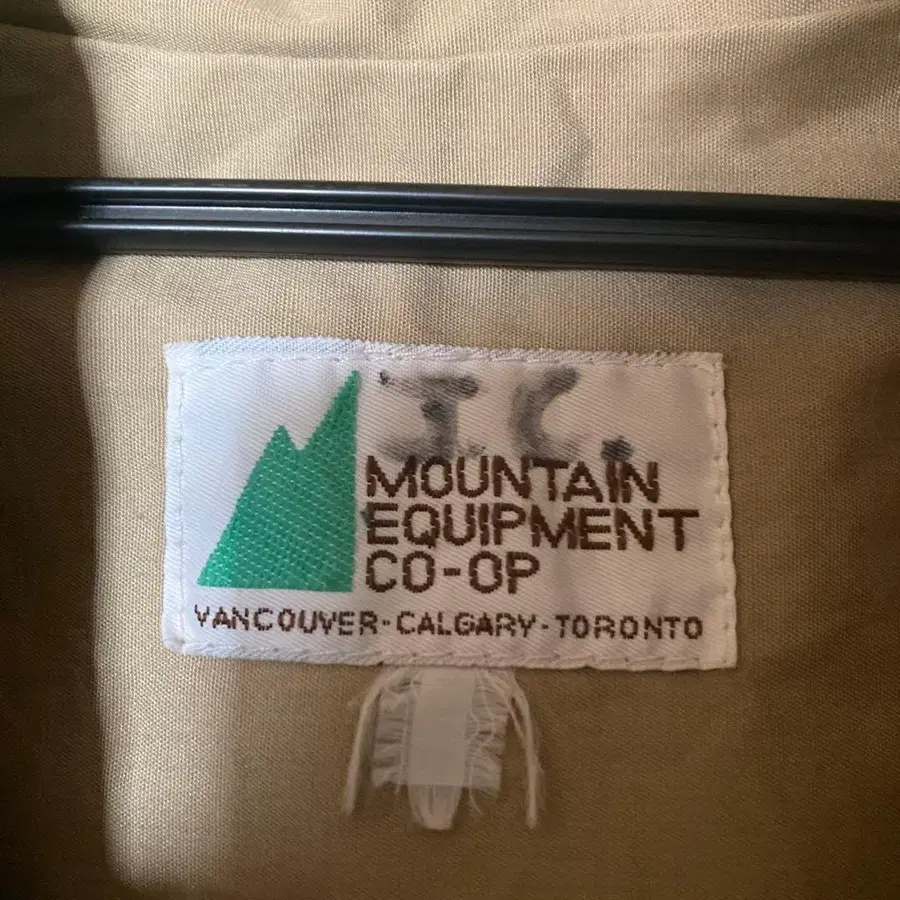 J.C.
MOUNTAIN
EQUIPMENT
CO-OP
VANCOUVER-CALGARY-TORONTO